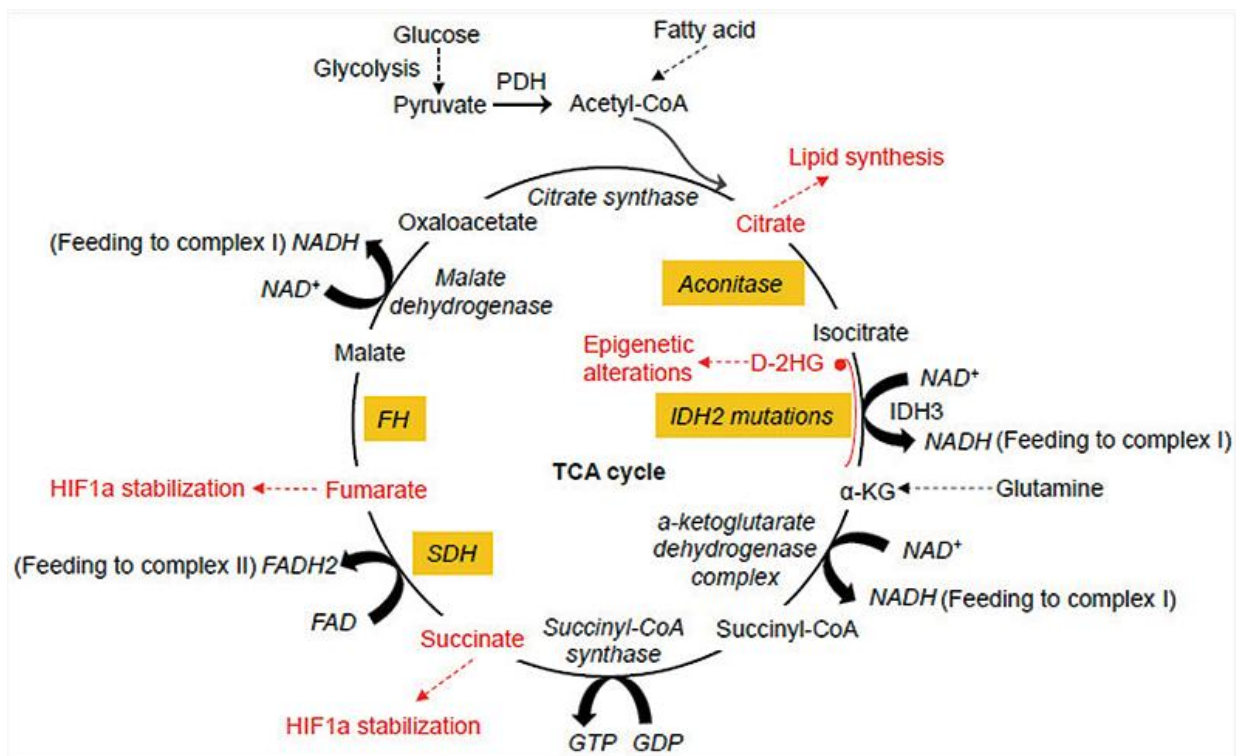 Glucose
Glycolysis
Pyruvate
PDH
Acetyl-CoA
Fatty acid
Lipid synthesis
Citrate synthase
Citrate
Oxaloacetate
(Feeding to complex I) NADH
NAD+
Malate
dehydrogenase
Aconitase
Isocitrate
Malate
Epigenetic
alterations
D-2HG
NAD+
IDH3
NADH (Feeding to complex I)
FH
IDH2 mutations
TCA cycle
HIF1a stabilization
Fumarate
α-KG
Glutamine
a-ketoglutarate
dehydrogenase
complex
NAD+
NADH (Feeding to complex I)
SDH
(Feeding to complex II) FADH2
FAD
Succinate
Succinyl-CoA
synthase
Succinyl-CoA
HIF1a stabilization
GTP
GDP